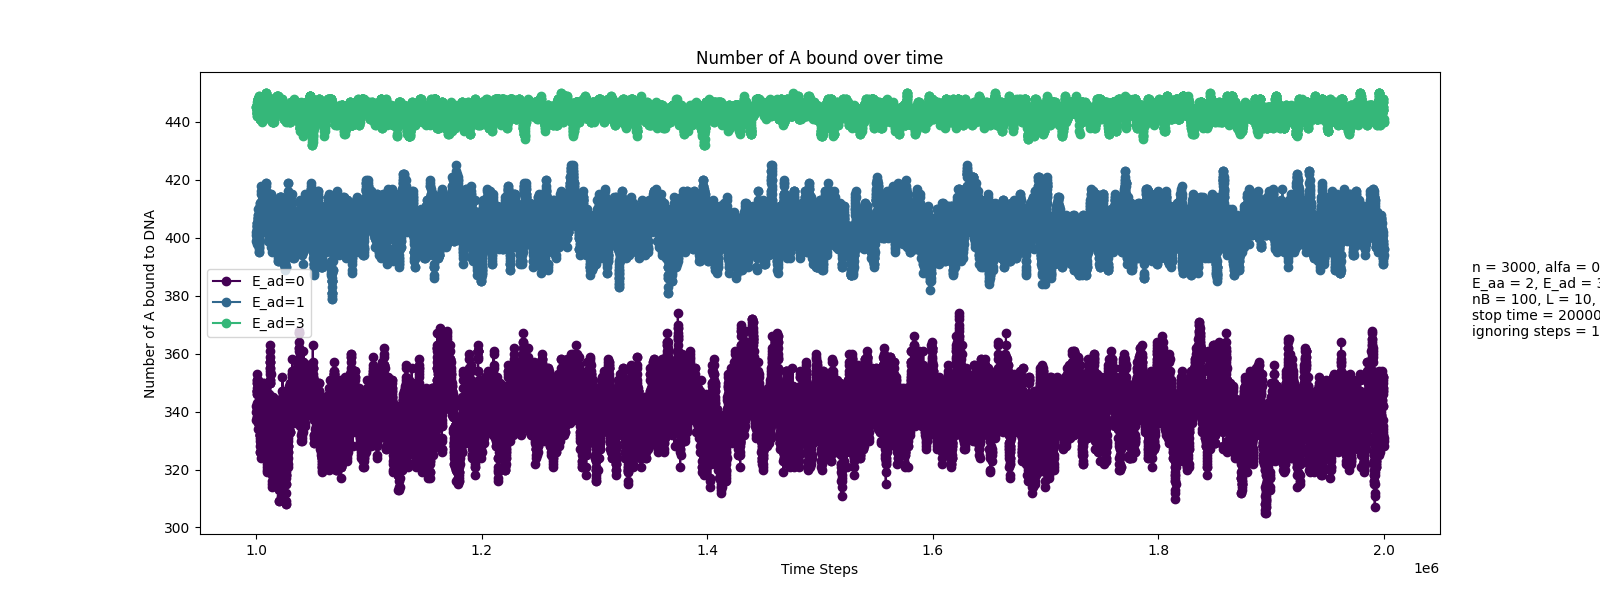 Number of A bound over time
Number of A bound to DNA
440
420
400
380
360
340
320
300
E_ad=0
E_ad=1
E_ad=3
1.0
1.2
1.4
1.6
1.8
2.0
1e6
Time Steps
n = 3000, alfa = 0
E_aa = 2, E_ad = 3
nB = 100, L = 10,
stop time = 20000
ignoring steps = 1